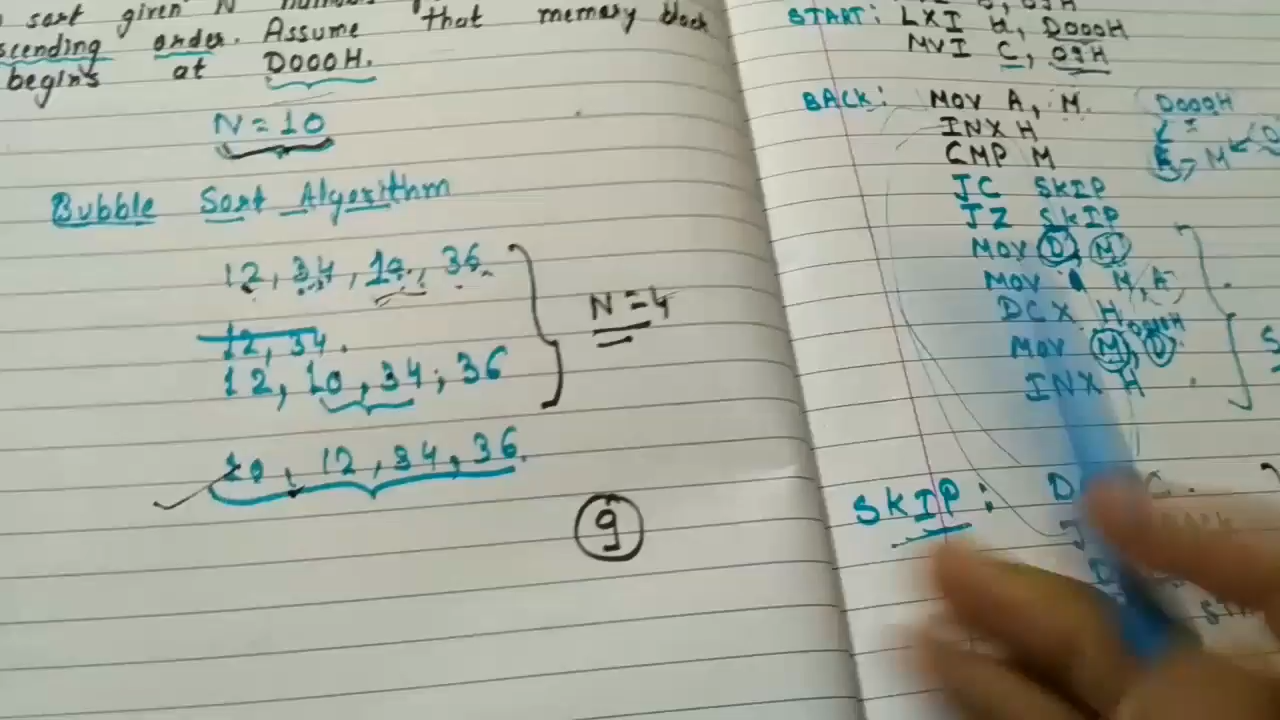 sort given N
scending order. Assume that memory block
begins at D000H.
N = 10
Bubble Sort Algorithm
12, 34, 10, 36
12, 34.
12, 10, 34, 36
10, 12, 34, 36.
N = 4
9
START: LXI H, D000H
MVI C, 09H
BACK: MOV A, M.
INX H
CMP M
JC SKIP
JZ SKIP
MOV D, M
MOV M, A
DCX H
MOV M, D
INX H
D000H
M
SKIP: D C.